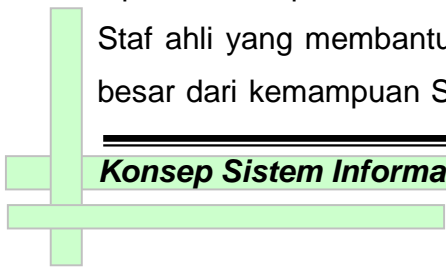 Staf ahli yang membantu
besar dari kemampuan S
Konsep Sistem Informa